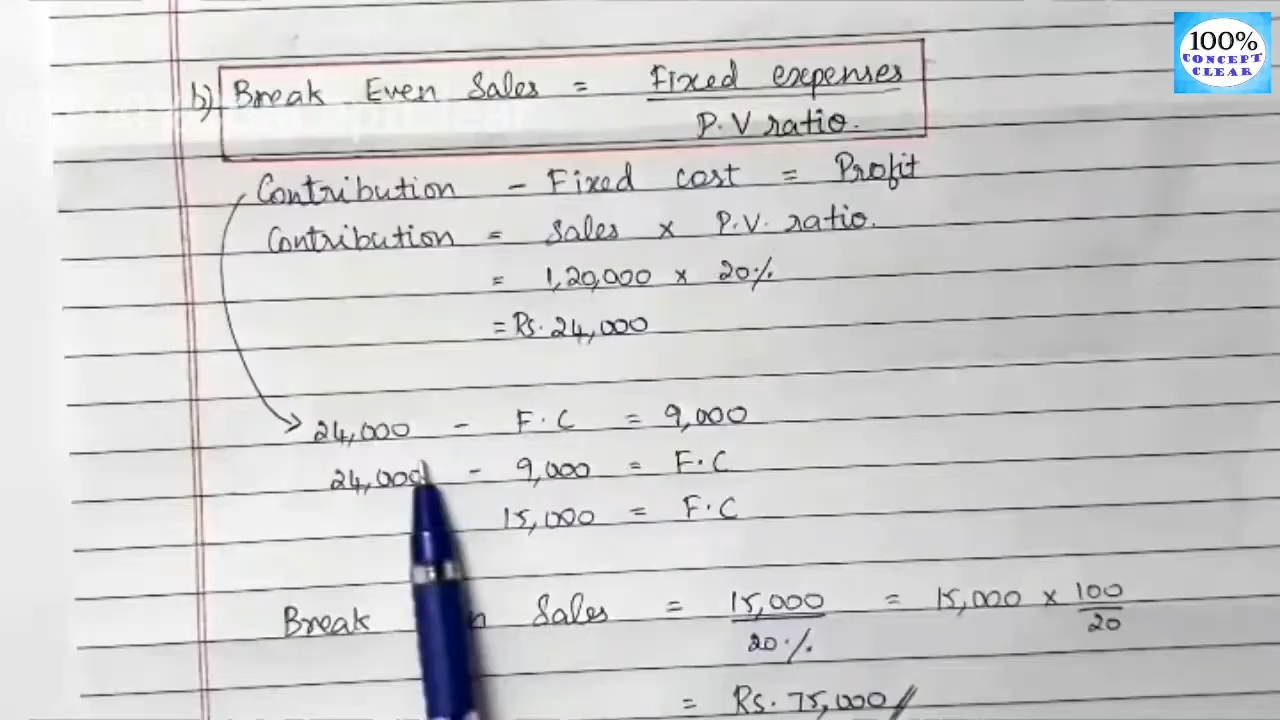 100%
CONCEPT
CLEAR
b) Break Even Sales = Fixed expenses
P.V ratio.
Contribution - Fixed cost = Profit
Contribution = Sales × P.V. ratio.
= 1,20,000 × 20%
= Rs. 24,000
24,000 - F.C = 9,000
24,000 - 9,000 = F.C
15,000 = F.C
Break Sales = 15,000 = 15,000 × 100
20% 20
= Rs. 75,000//